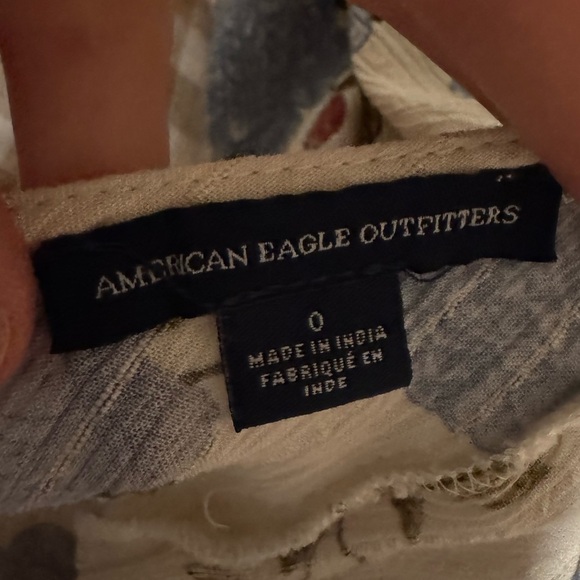 AMERICAN EAGLE OUTFITTERS
0
MADE IN INDIA
FABRIQUÉ EN
INDE